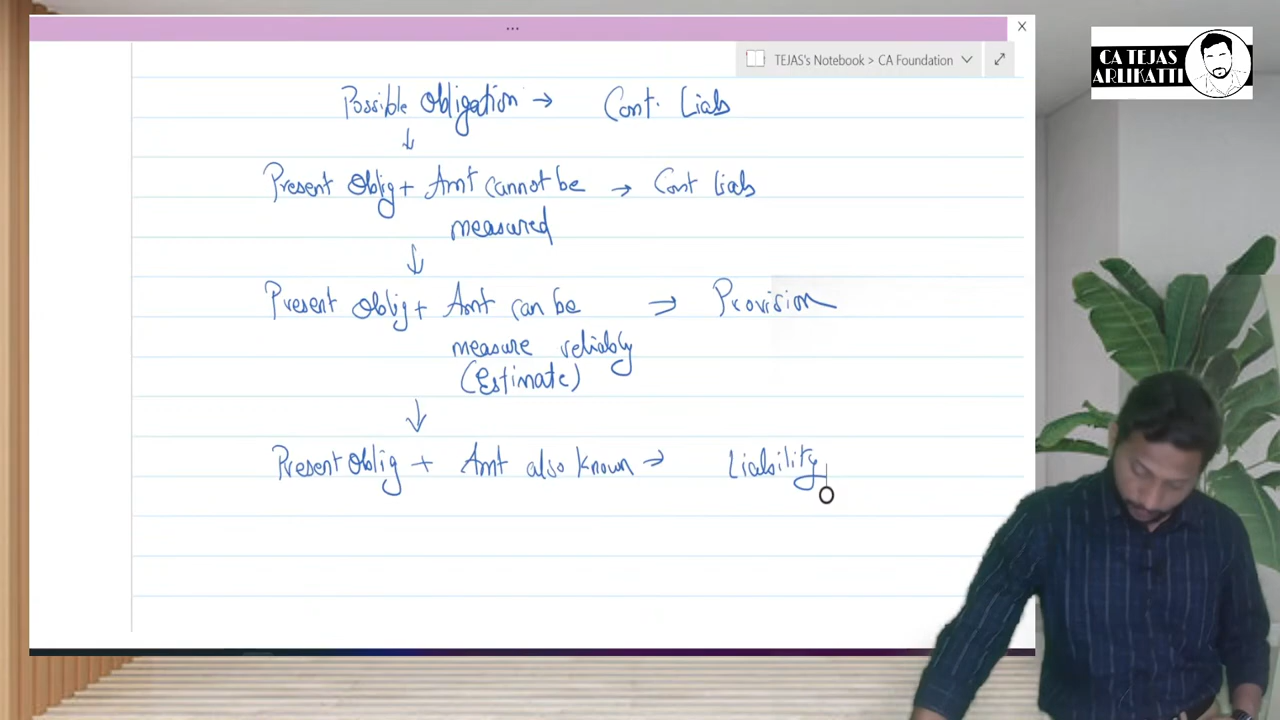 ...
X
TEJAS's Notebook > CA Foundation
CA TEJAS
ARLIKATTI
Possible Obligation → Cont. Liab
↓
Present Oblig + Amt cannot be → Cont Liab
measured
↓
Present Oblig + Amt can be ⇒ Provision
measure reliably
(Estimate)
↓
Present Oblig + Amt also known → Liability